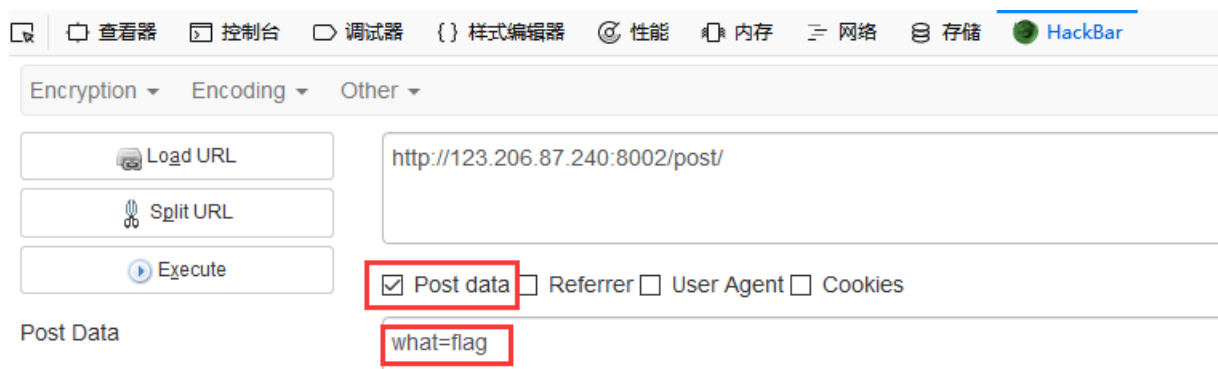 查看器 控制台 调试器 {} 样式编辑器 性能 内存 网络 存储 HackBar
Encryption Encoding Other
Load URL http://123.206.87.240:8002/post/
Split URL
Execute
Post data Referrer User Agent Cookies
Post Data what=flag